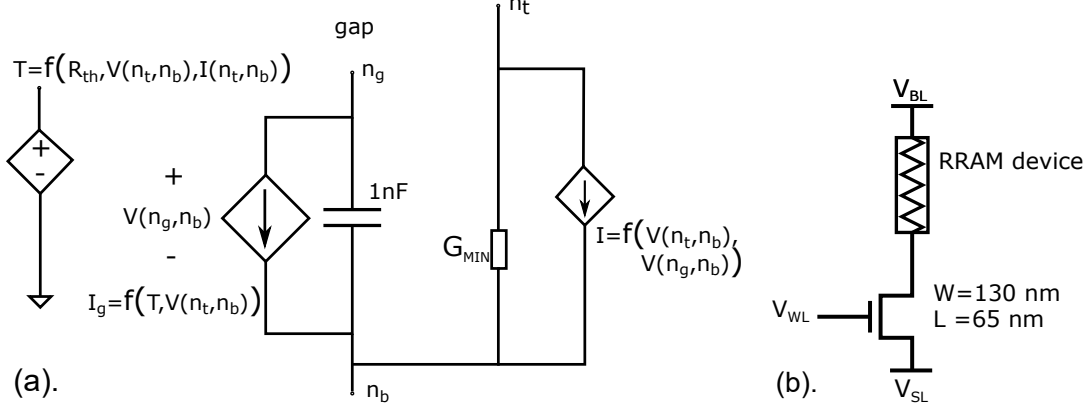 n_t
gap
T=f(R_th,V(n_t,n_b),I(n_t,n_b))
n_g
+
-
+
V(n_g,n_b)
-
1nF
I_g=f(T,V(n_t,n_b))
G_MIN
I=f(V(n_t,n_b),
V(n_g,n_b))
n_b
(a).
V_BL
RRAM device
W=130 nm
L =65 nm
V_WL
V_SL
(b).